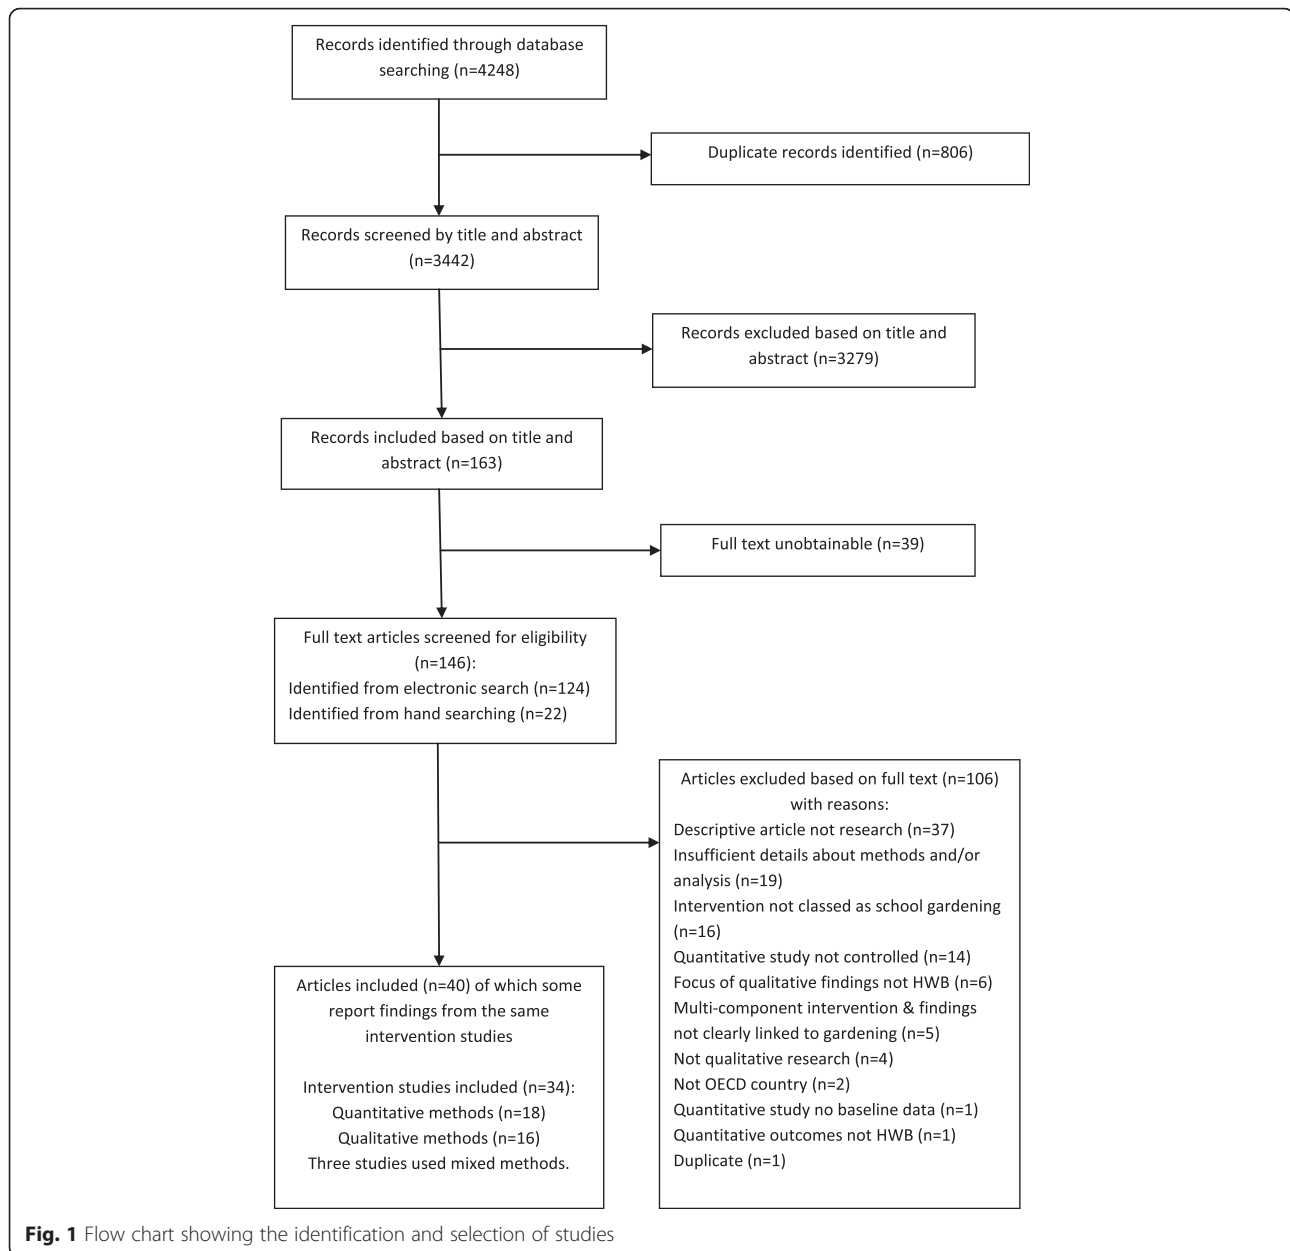 Records identified through database
searching (n=4248)
Duplicate records identified (n=806)
Records screened by title and abstract
(n=3442)
Records excluded based on title and
abstract (n=3279)
Records included based on title and
abstract (n=163)
Full text unobtainable (n=39)
Full text articles screened for eligibility
(n=146):
Identified from electronic search (n=124)
Identified from hand searching (n=22)
Articles excluded based on full text (n=106)
with reasons:
Descriptive article not research (n=37)
Insufficient details about methods and/or
analysis (n=19)
Intervention not classed as school gardening
(n=16)
Quantitative study not controlled (n=14)
Focus of qualitative findings not HWB (n=6)
Multi-component intervention & findings
not clearly linked to gardening (n=5)
Not qualitative research (n=4)
Not OECD country (n=2)
Quantitative study no baseline data (n=1)
Quantitative outcomes not HWB (n=1)
Duplicate (n=1)
Articles included (n=40) of which some
report findings from the same
intervention studies
Intervention studies included (n=34):
Quantitative methods (n=18)
Qualitative methods (n=16)
Three studies used mixed methods.
Fig. 1 Flow chart showing the identification and selection of studies